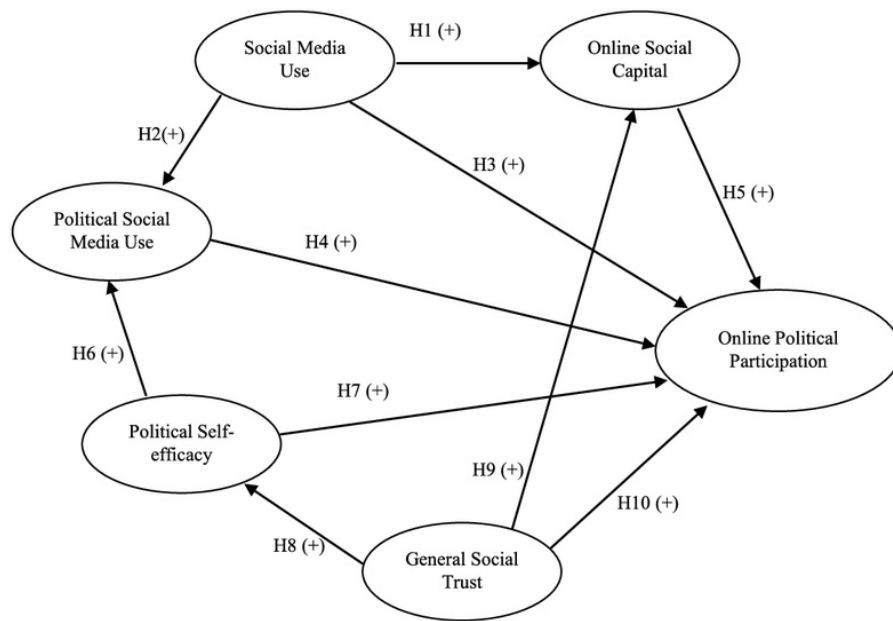 H1 (+)
Social Media
Use
Online Social
Capital
H2(+)
H3 (+)
H5 (+)
Political Social
Media Use
H4 (+)
Online Political
Participation
H6 (+)
H7 (+)
Political Self-
efficacy
H9 (+)
H10 (+)
H8 (+)
General Social
Trust